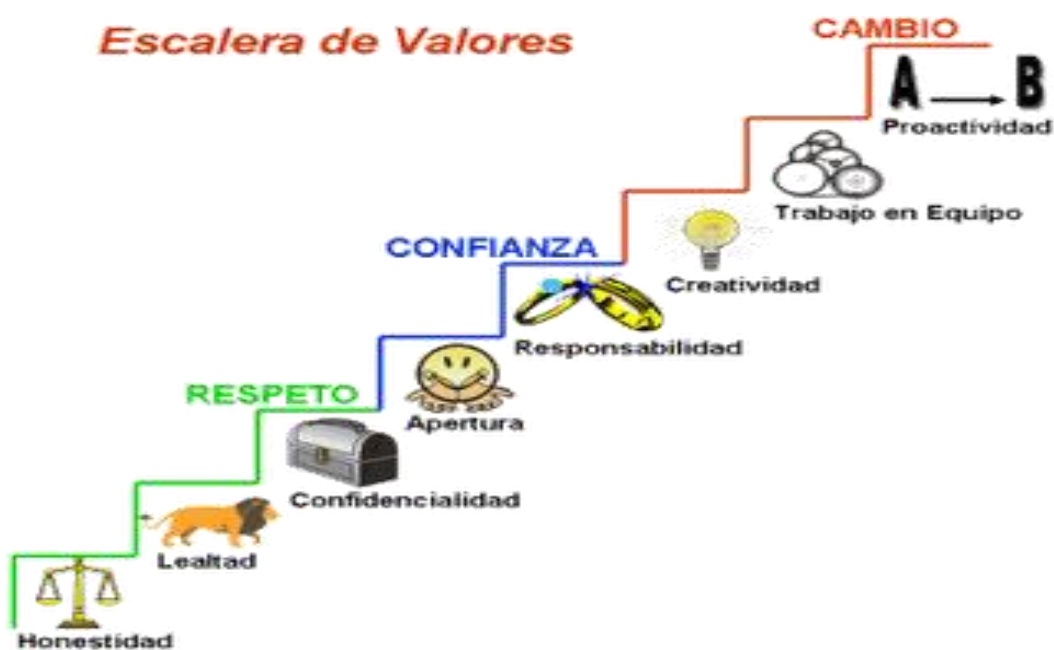 Escalera de Valores
CAMBIO
A B
Proactividad
Trabajo en Equipo
CONFIANZA
Creatividad
Responsabilidad
RESPETO
Apertura
Confidencialidad
Lealtad
Honestidad